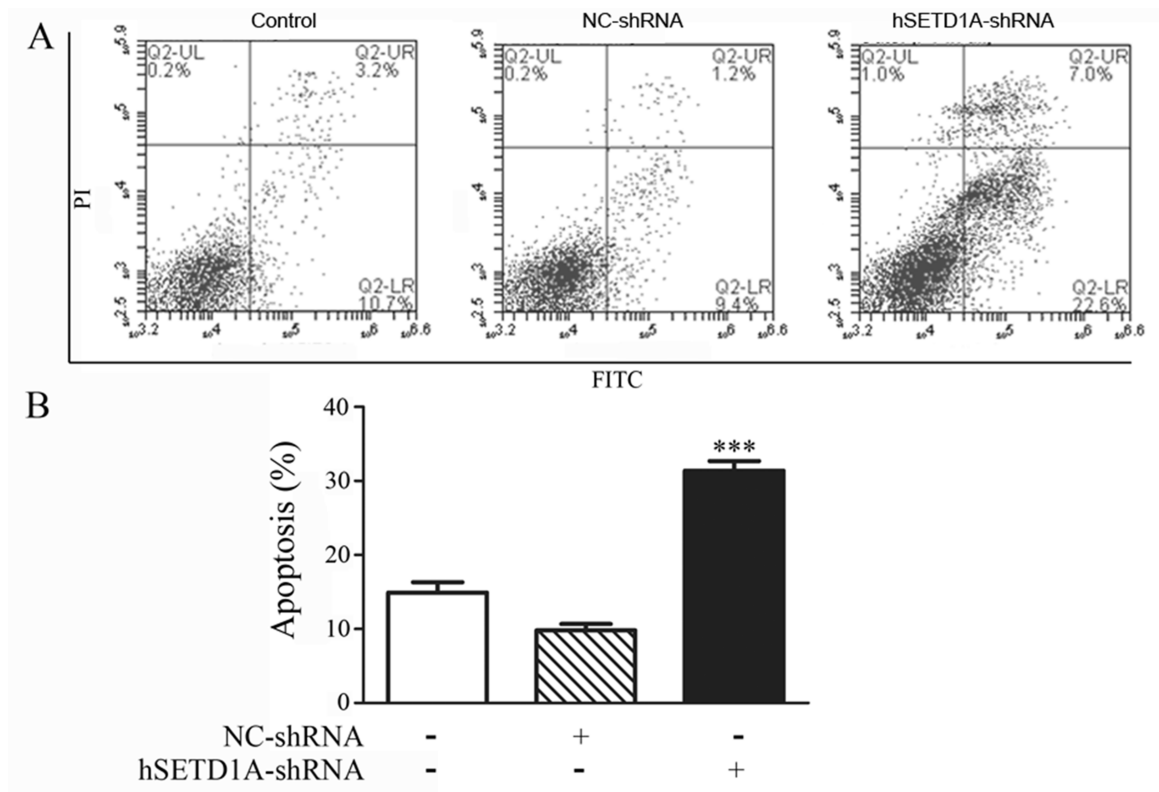 A
Control
NC-shRNA
hSETD1A-shRNA
Q2-UL
0.2%
Q2-UR
3.2%
Q2-LR
10.7%
Q2-UL
0.2%
Q2-UR
1.2%
Q2-LR
9.4%
Q2-UL
1.0%
Q2-UR
7.0%
Q2-LR
22.6%
PI
FITC
B
Apoptosis (%)
40
30
20
10
0
***
NC-shRNA - + -
hSETD1A-shRNA - - +